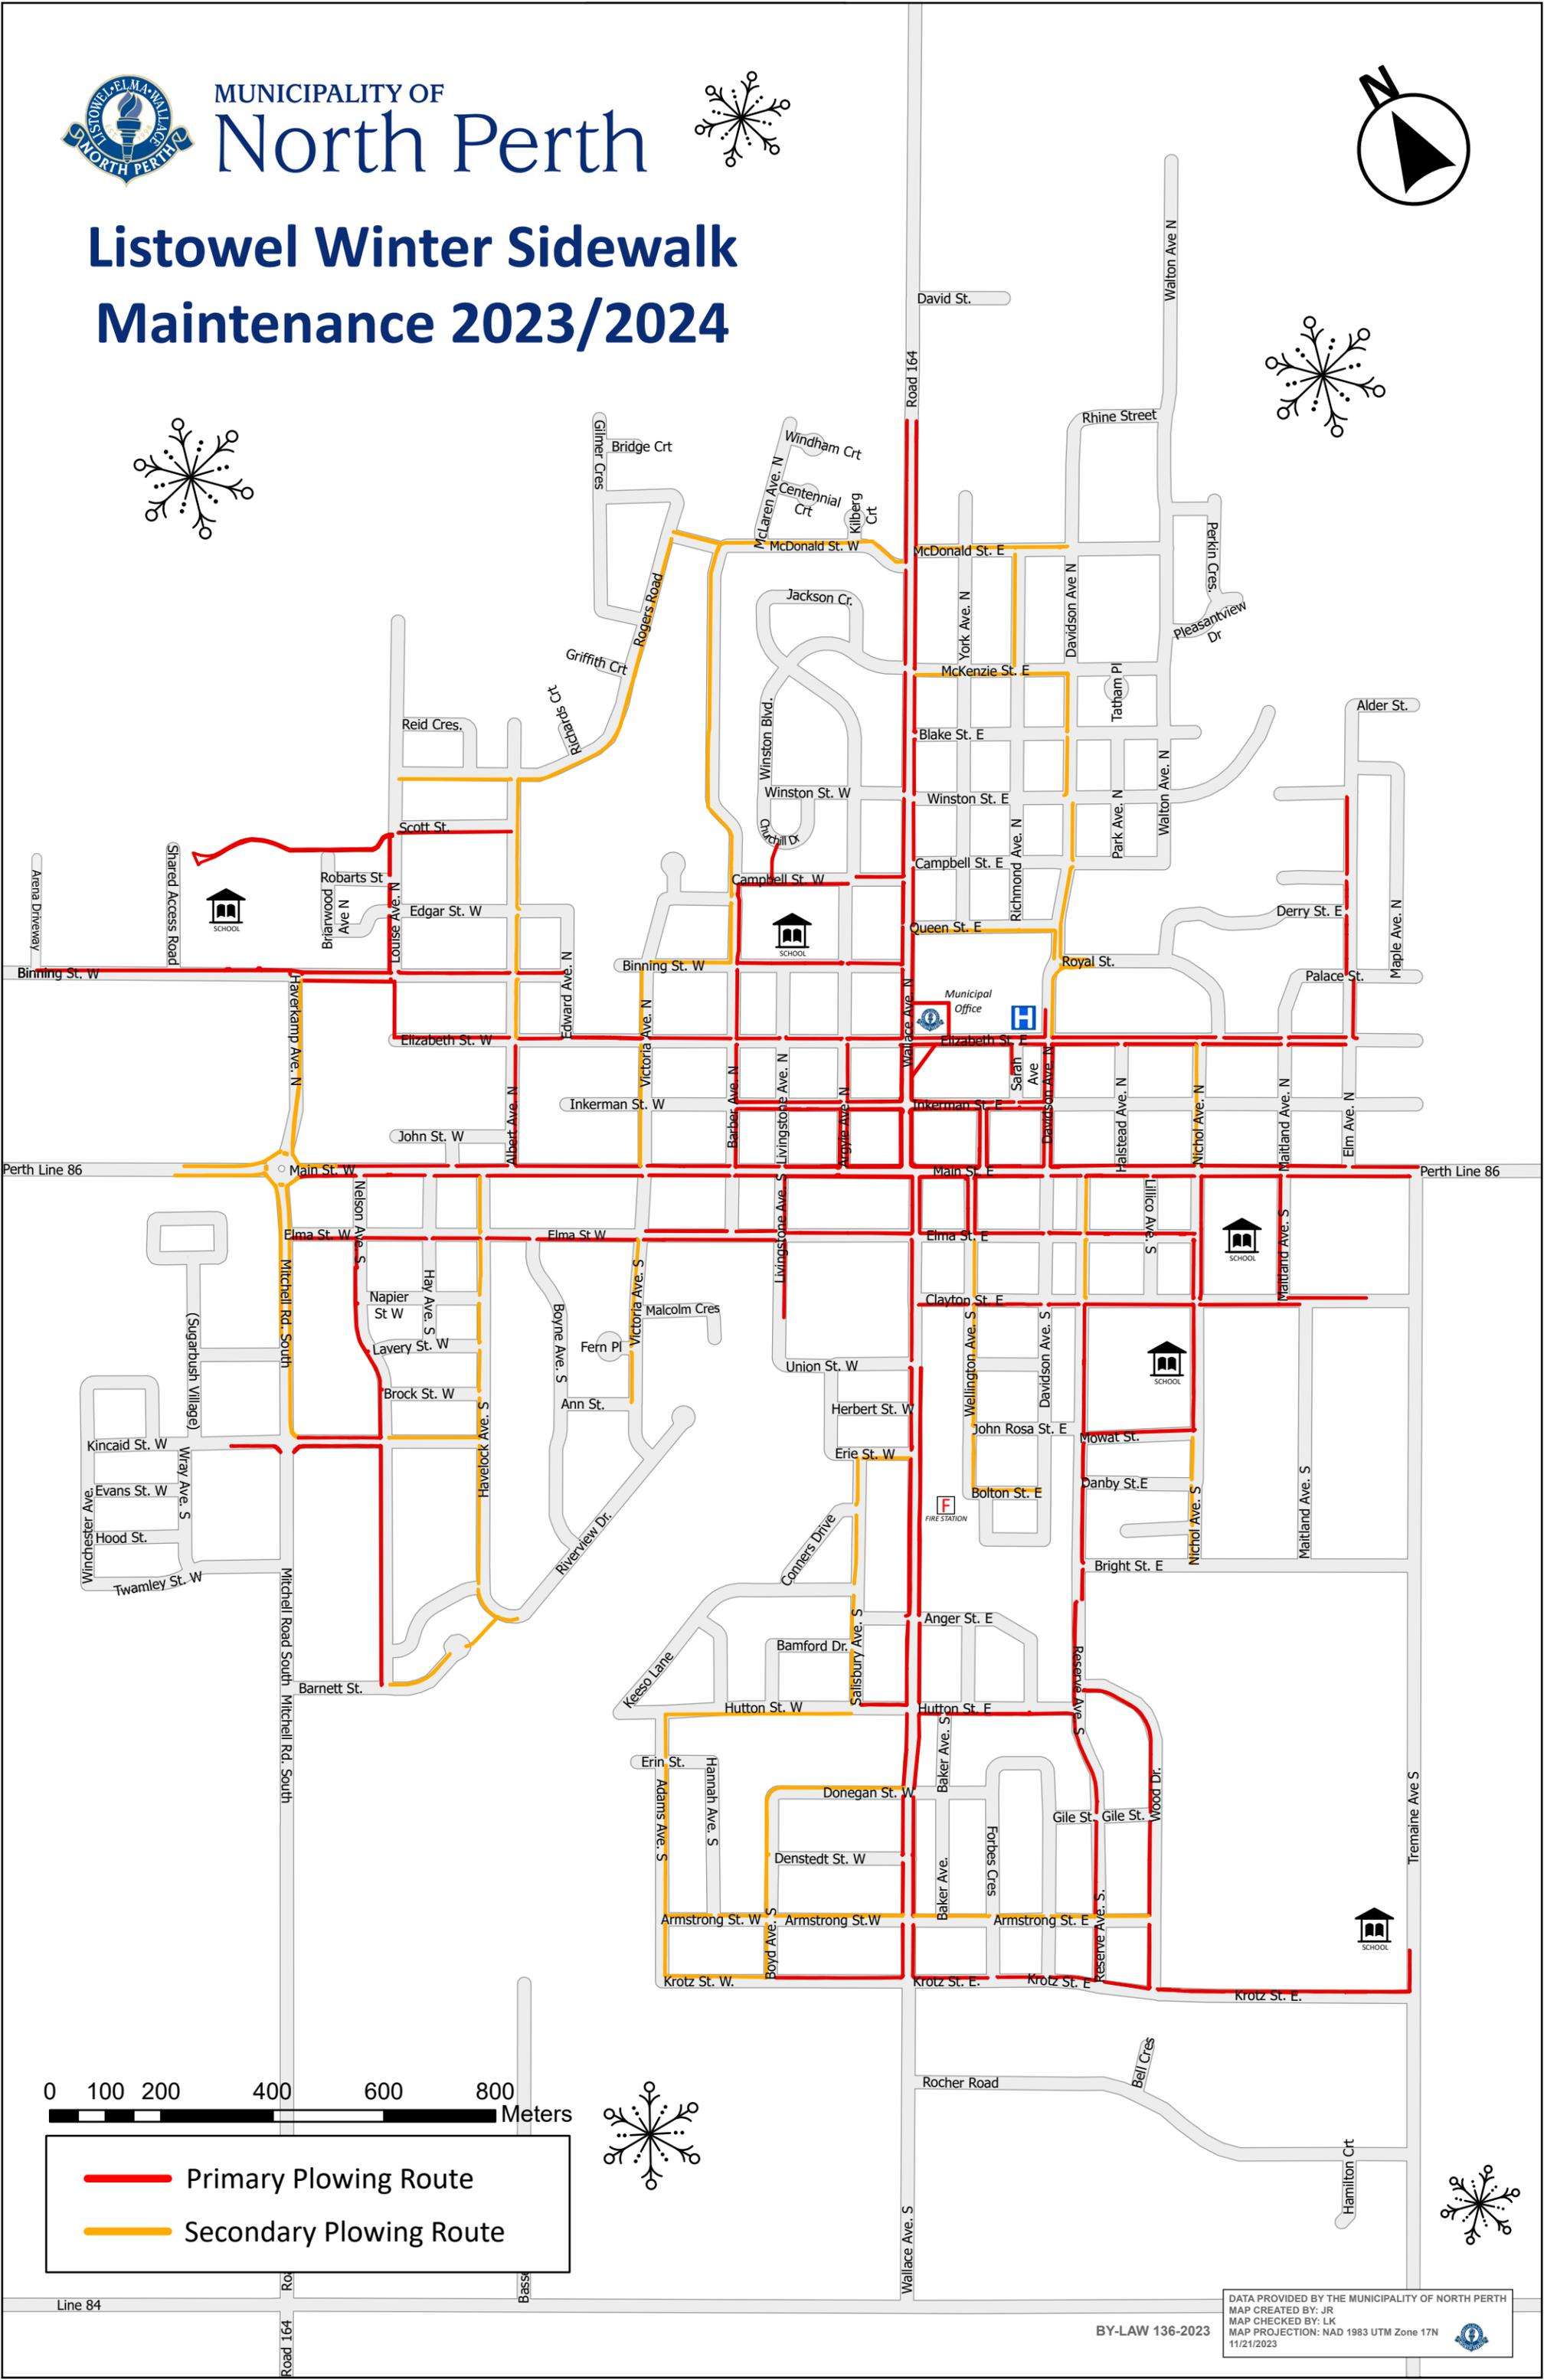 LISTOWEL•ELMA•WALLACE
NORTH PERTH
MUNICIPALITY OF
North Perth
N
Listowel Winter Sidewalk
Maintenance 2023/2024
Walton Ave N
David St.
Road 164
Rhine Street
Gilmer Cres
Bridge Crt
Windham Crt
McLaren Ave. N
Centennial
Crt
Kilberg
Crt
McDonald St. W
McDonald St. E
Perkin Cres.
Rogers Road
Jackson Cr.
York Ave. N
Davidson Ave N
Pleasantview
Dr
Griffith Crt
McKenzie St. E
Tatham Pl
Richards Crt
Reid Cres.
Winston Blvd.
Blake St. E
Alder St.
Winston St. W
Winston St. E
Park Ave. N
Walton Ave. N
Scott St.
Churchill Dr
Richmond Ave. N
Arena Driveway
Shared Access Road
Robarts St
Campbell St. W
Campbell St. E
SCHOOL
Briarwood
Ave N
Louise Ave. N
Edgar St. W
SCHOOL
Queen St. E
Derry St. E
Maple Ave. N
Binning St. W
Edward Ave. N
Binning St. W
Royal St.
Palace St.
Haverkamp Ave. N
Victoria Ave. N
Wallace Ave. N
Municipal
Office
H
Elizabeth St. W
Elizabeth St. E
Sarah
Ave
Davidson Ave. N
Inkerman St. W
Inkerman St. E
Albert Ave. N
Barber Ave. N
Livingstone Ave. N
Argyle Ave. N
Halstead Ave. N
Nichol Ave. N
Maitland Ave. N
Elm Ave. N
John St. W
Perth Line 86
Main St. W
Main St. E
Perth Line 86
Nelson Ave. S
Livingstone Ave. S
Lillico Ave. S
Elma St. W
Elma St W
Elma St. E
SCHOOL
Maitland Ave. S
Mitchell Rd. South
Hay Ave. S
Napier
St W
Boyne Ave. S
Victoria Ave. S
Malcolm Cres
Clayton St. E
(Sugarbush Village)
Lavery St. W
Fern Pl
Union St. W
Wellington Ave. S
Davidson Ave. S
SCHOOL
Brock St. W
Ann St.
Herbert St. W
John Rosa St. E
Mowat St.
Kincaid St. W
Wray Ave. S
Havelock Ave. S
Erie St. W
Winchester Ave.
Evans St. W
Bolton St. E
Danby St.E
Nichol Ave. S
Maitland Ave. S
F
FIRE STATION
Hood St.
Riverview Dr.
Conners Drive
Bright St. E
Twamley St. W
Mitchell Road South
Anger St. E
Bamford Dr.
Salisbury Ave. S
Reserve Ave. S
Keeso Lane
Barnett St.
Hutton St. W
Hutton St. E
Mitchell Rd. South
Erin St.
Baker Ave. S
Adams Ave. S
Hannah Ave. S
Donegan St. W
Gile St.
Gile St.
Wood Dr.
Tremaine Ave S
Denstedt St. W
Baker Ave.
Forbes Cres
Armstrong St. W
Armstrong St.W
Armstrong St. E
Reserve Ave. S.
Boyd Ave. S
SCHOOL
Krotz St. W.
Krotz St. E.
Krotz St. E
Krotz St. E.
Bell Cres
Rocher Road
0 100 200 400 600 800
Meters
Hamilton Crt
Primary Plowing Route
Secondary Plowing Route
Wallace Ave. S
Line 84
Road 164
BY-LAW 136-2023
DATA PROVIDED BY THE MUNICIPALITY OF NORTH PERTH
MAP CREATED BY: JR
MAP CHECKED BY: LK
MAP PROJECTION: NAD 1983 UTM Zone 17N
11/21/2023